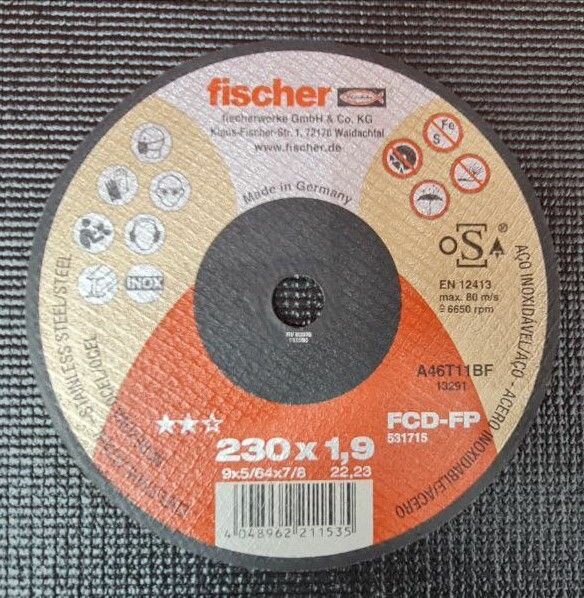 fischer
fischerwerke GmbH & Co. KG
Klaus-Fischer-Str. 1, 72178 Waldachtal
www.fischer.de
Made in Germany
Fe
S
INOX
oSa
®
EN 12413
max. 80 m/s
≙ 6650 rpm
A46T11BF
13291
FCD-FP
531715
230 x 1,9
9x5/64x7/8 22,23
4 048962 211535
STAINLESS STEEL/STEEL
AÇO INOXIDÁVEL/AÇO - ACERO INOXIDABLE/ACERO